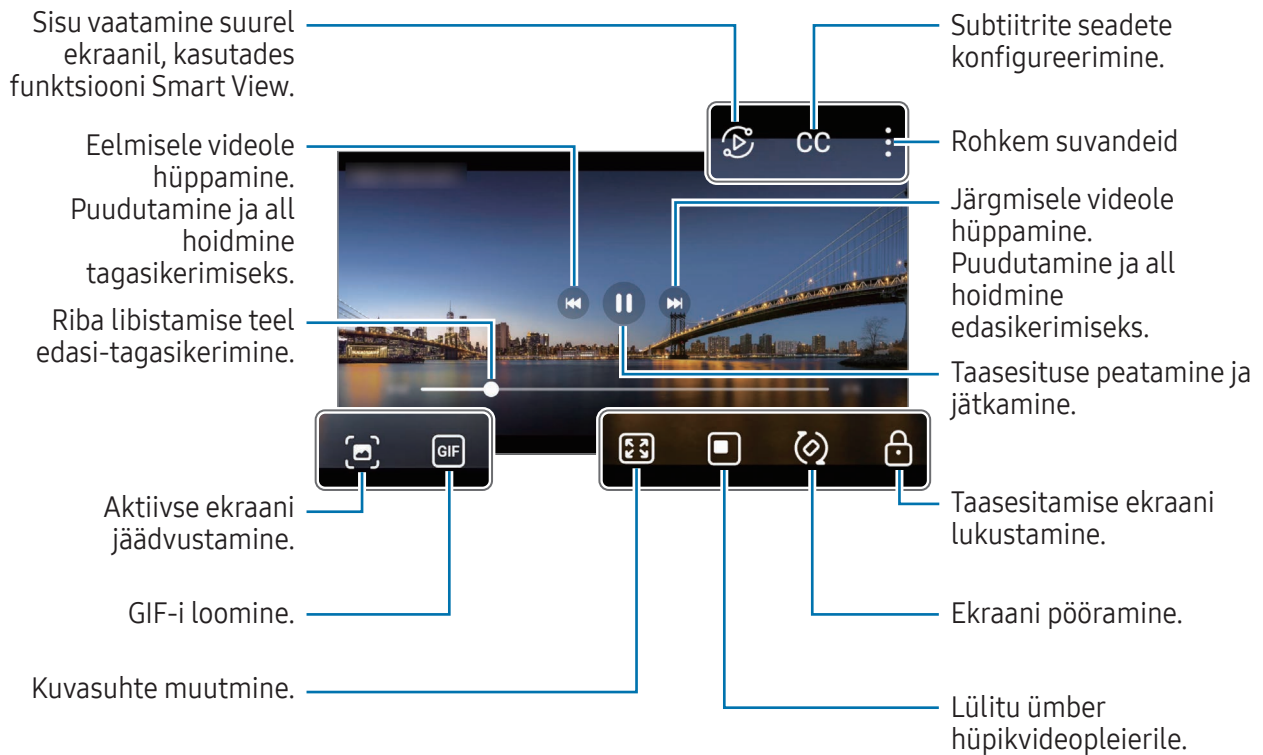 Sisu vaatamine suurel
ekraanil, kasutades
funktsiooni Smart View.
Subtiitrite seadete
konfigureerimine.
CC
Rohkem suvandeid
Eelmisele videole
hüppamine.
Puudutamine ja all
hoidmine
tagasikerimiseks.
Järgmisele videole
hüppamine.
Puudutamine ja all
hoidmine
edasikerimiseks.
Riba libistamise teel
edasi-tagasikerimine.
Taasesituse peatamine ja
jätkamine.
GIF
Aktiivse ekraani
jäädvustamine.
Taasesitamise ekraani
lukustamine.
GIF-i loomine.
Ekraani pööramine.
Kuvasuhte muutmine.
Lülitu ümber
hüpikvideopleierile.